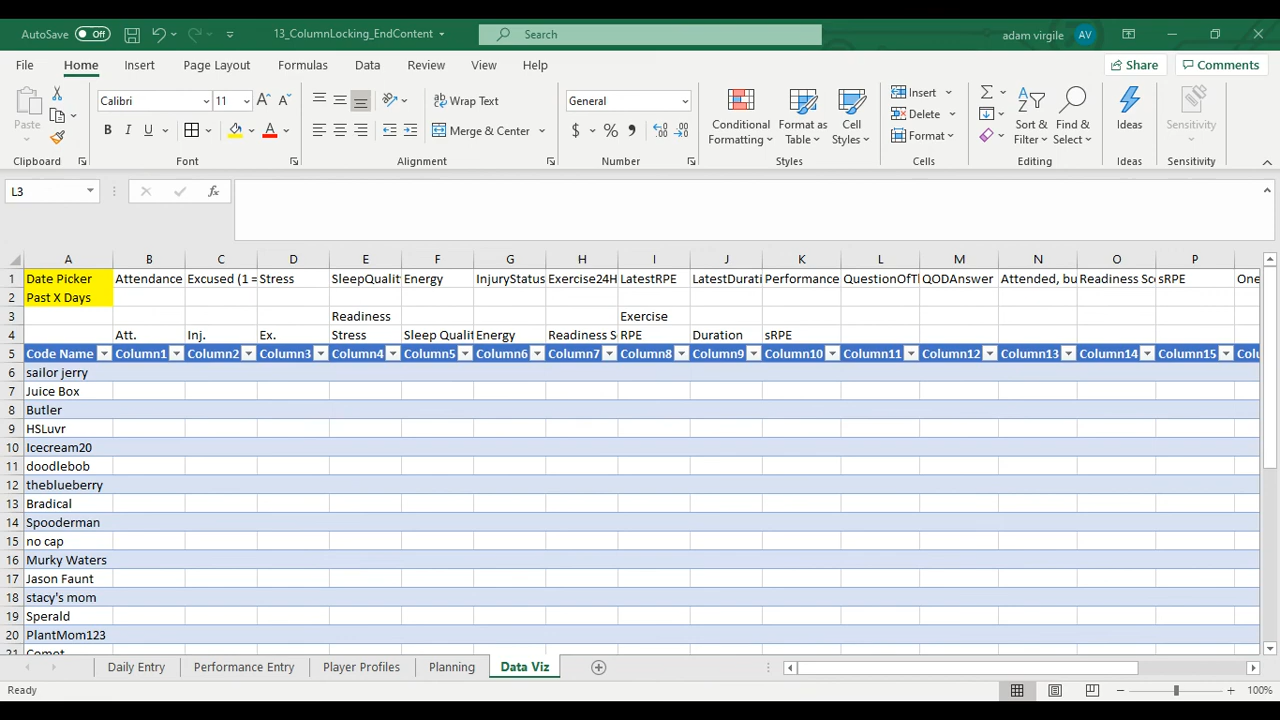 AutoSave Off 13_ColumnLocking_EndContent Search adam virgile AV
File Home Insert Page Layout Formulas Data Review View Help Share Comments
Calibri 11 Wrap Text General Insert
Paste B I U Merge & Center $ % Conditional Formatting Format as Table Cell Styles Delete Format Sort & Filter Find & Select Ideas Sensitivity
Clipboard Font Alignment Number Styles Cells Editing Ideas Sensitivity
L3 fx
A B C D E F G H I J K L M N O P
1 Date Picker Attendance Excused (1 = Stress SleepQualit Energy InjuryStatus Exercise24H LatestRPE LatestDurati Performance QuestionOfTh QODAnswer Attended, bu Readiness Sco sRPE One
2 Past X Days
3 Readiness Exercise
4 Att. Inj. Ex. Stress Sleep Qualit Energy Readiness S RPE Duration sRPE
5 Code Name Column1 Column2 Column3 Column4 Column5 Column6 Column7 Column8 Column9 Column10 Column11 Column12 Column13 Column14 Column15 Colu
6 sailor jerry
7 Juice Box
8 Butler
9 HSLuvr
10 Icecream20
11 doodlebob
12 theblueberry
13 Bradical
14 Spooderman
15 no cap
16 Murky Waters
17 Jason Faunt
18 stacy's mom
19 Sperald
20 PlantMom123
21 Comet
Daily Entry Performance Entry Player Profiles Planning Data Viz
Ready 100%